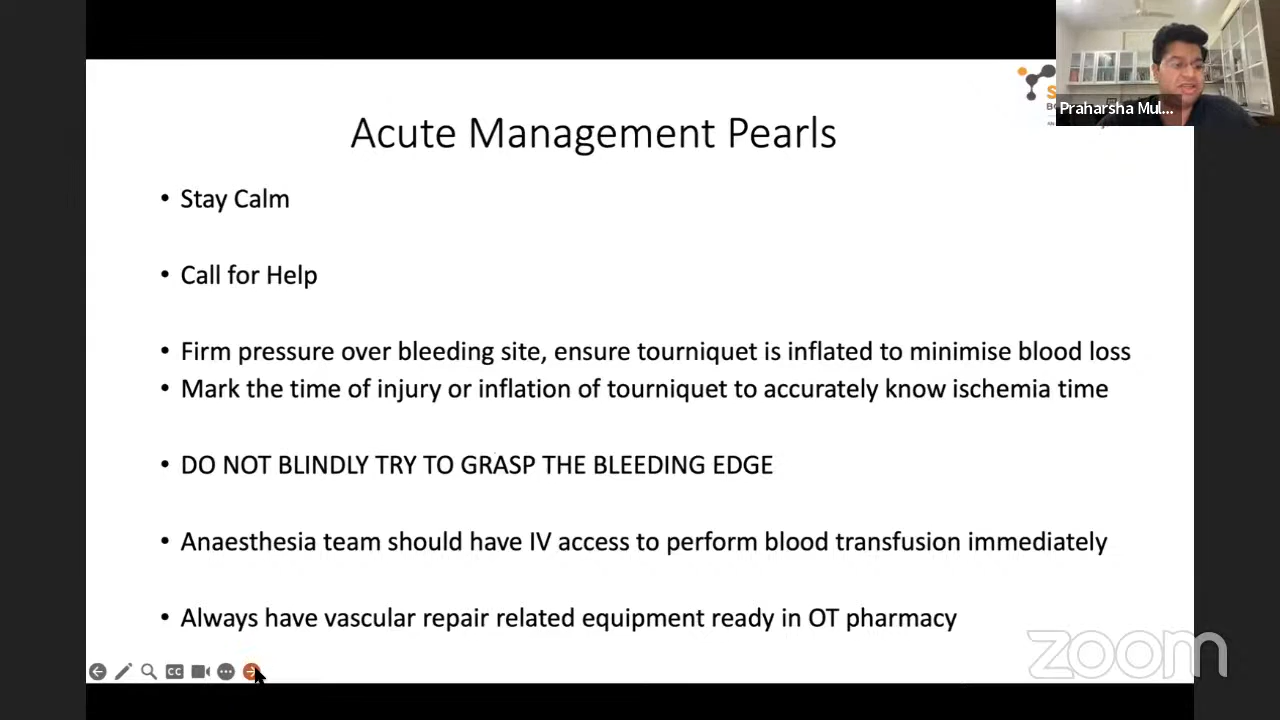 Praharsha Mul...
Acute Management Pearls
• Stay Calm
• Call for Help
• Firm pressure over bleeding site, ensure tourniquet is inflated to minimise blood loss
• Mark the time of injury or inflation of tourniquet to accurately know ischemia time
• DO NOT BLINDLY TRY TO GRASP THE BLEEDING EDGE
• Anaesthesia team should have IV access to perform blood transfusion immediately
• Always have vascular repair related equipment ready in OT pharmacy
CC
zoom